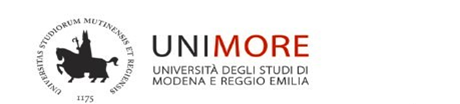 UNIVERSITAS STUDIORUM MUTINENSIS ET REGIENSIS
1175
UNIMORE
UNIVERSITÀ DEGLI STUDI DI
MODENA E REGGIO EMILIA